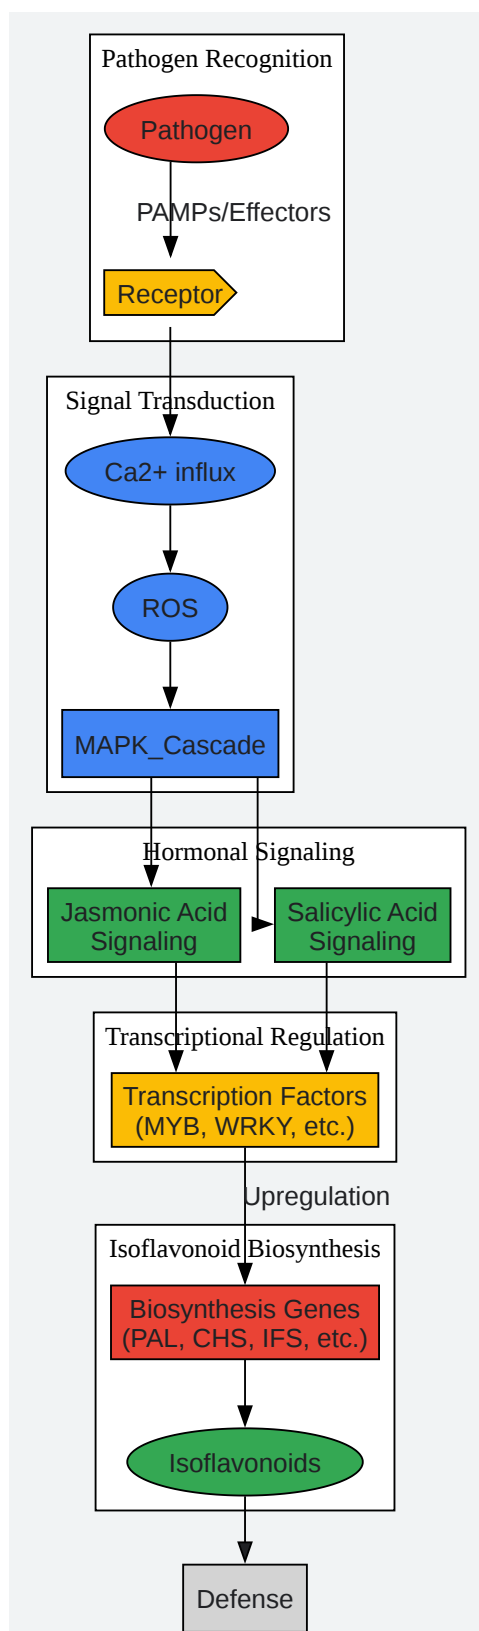 Pathogen Recognition
Pathogen
PAMPs/Effectors
Receptor
Signal Transduction
Ca2+ influx
ROS
MAPK_Cascade
Hormonal Signaling
Jasmonic Acid
Signaling
Salicylic Acid
Signaling
Transcriptional Regulation
Transcription Factors
(MYB, WRKY, etc.)
Upregulation
Isoflavonoid Biosynthesis
Biosynthesis Genes
(PAL, CHS, IFS, etc.)
Isoflavonoids
Defense